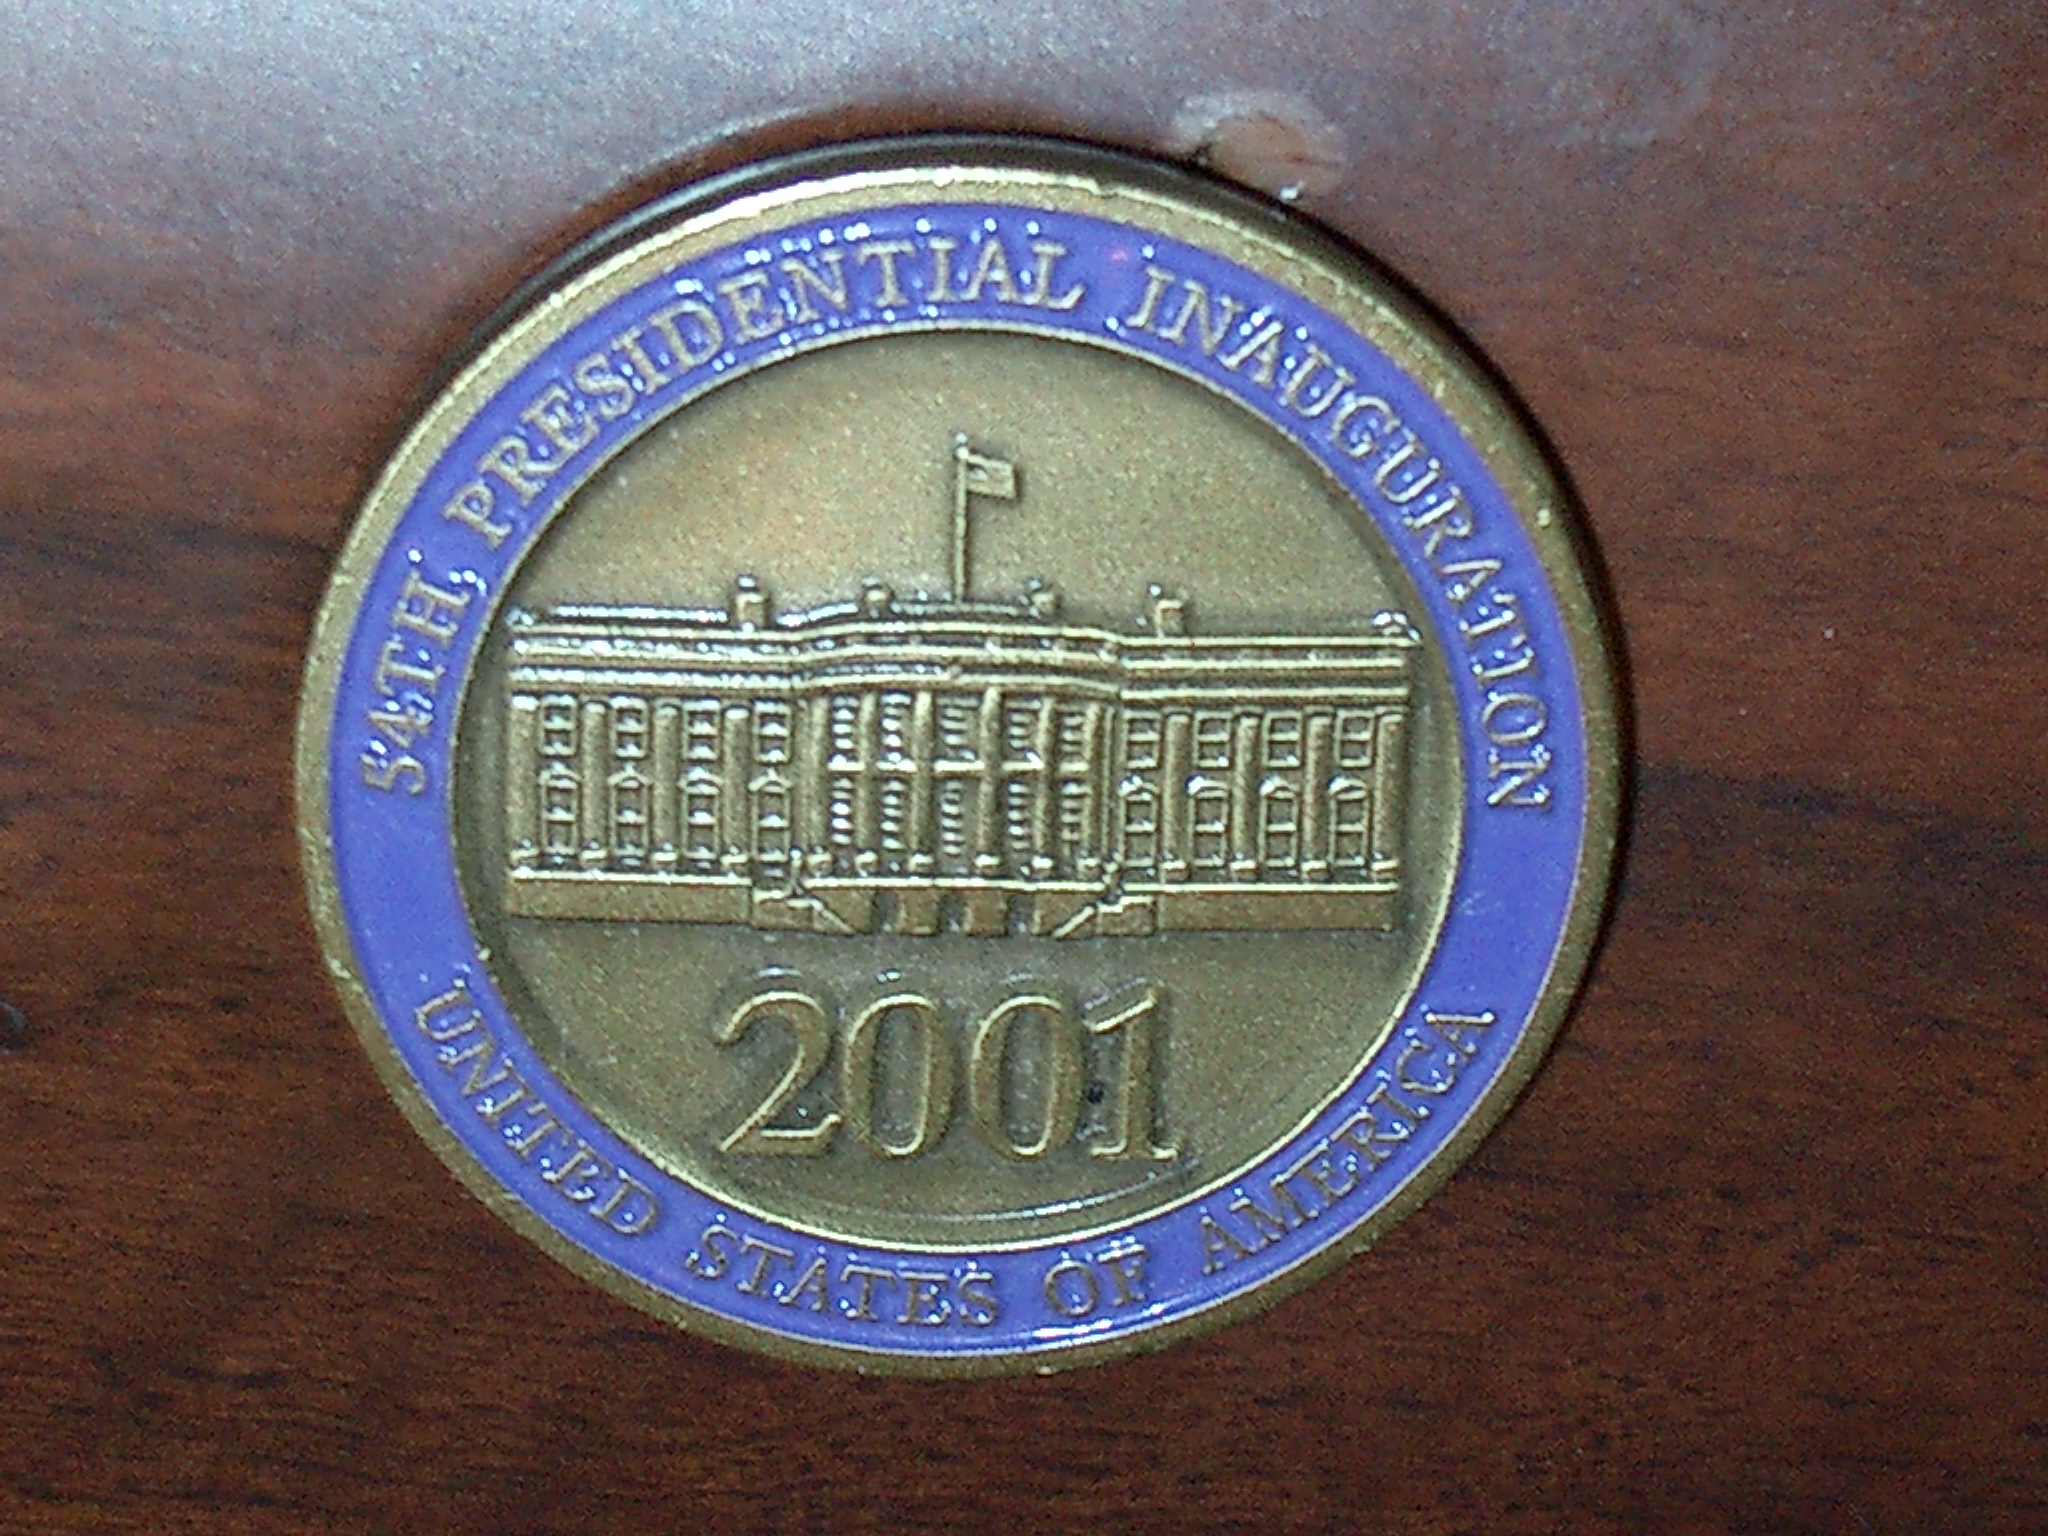 54TH PRESIDENTIAL INAUGURATION
2001
UNITED STATES OF AMERICA